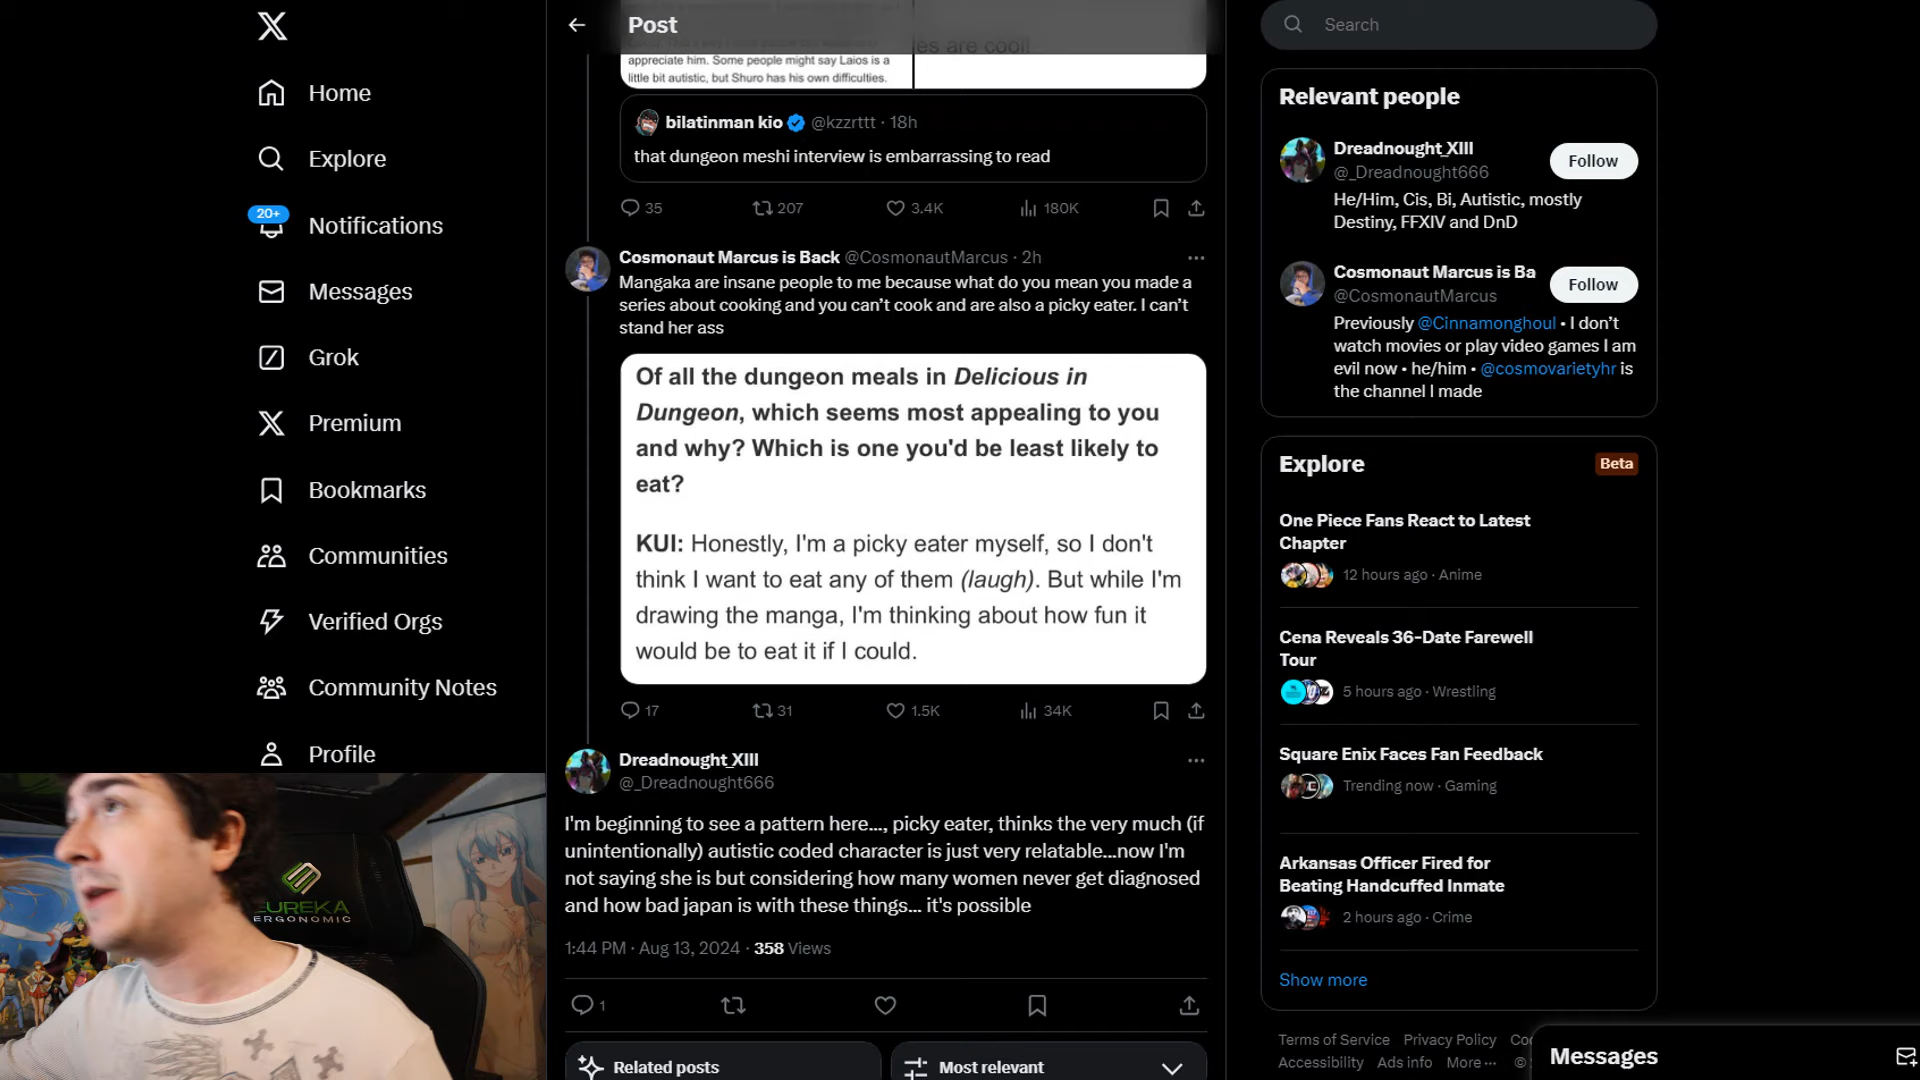 Home
Explore
20+
Notifications
Messages
Grok
Premium
Bookmarks
Communities
Verified Orgs
Community Notes
Profile
EUREKA
ERGONOMIC
Post
es are cool!
appreciate him. Some people might say Laios is a
little bit autistic, but Shuro has his own difficulties.
bilatinman kio @kzzrttt · 18h
that dungeon meshi interview is embarrassing to read
35 207 3.4K 180K
Cosmonaut Marcus is Back @CosmonautMarcus · 2h
Mangaka are insane people to me because what do you mean you made a
series about cooking and you can’t cook and are also a picky eater. I can’t
stand her ass
Of all the dungeon meals in Delicious in
Dungeon, which seems most appealing to you
and why? Which is one you'd be least likely to
eat?
KUI: Honestly, I'm a picky eater myself, so I don't
think I want to eat any of them (laugh). But while I'm
drawing the manga, I'm thinking about how fun it
would be to eat it if I could.
17 31 1.5K 34K
Dreadnought_XIII
@_Dreadnought666
I'm beginning to see a pattern here..., picky eater, thinks the very much (if
unintentionally) autistic coded character is just very relatable...now I'm
not saying she is but considering how many women never get diagnosed
and how bad japan is with these things... it's possible
1:44 PM · Aug 13, 2024 · 358 Views
1
Related posts
Most relevant
Search
Relevant people
Dreadnought_XIII
@_Dreadnought666
Follow
He/Him, Cis, Bi, Autistic, mostly
Destiny, FFXIV and DnD
Cosmonaut Marcus is Ba
@CosmonautMarcus
Follow
Previously @Cinnamonghoul • I don’t
watch movies or play video games I am
evil now • he/him • @cosmovarietyhr is
the channel I made
Explore
Beta
One Piece Fans React to Latest
Chapter
12 hours ago · Anime
Cena Reveals 36-Date Farewell
Tour
5 hours ago · Wrestling
Square Enix Faces Fan Feedback
Trending now · Gaming
Arkansas Officer Fired for
Beating Handcuffed Inmate
2 hours ago · Crime
Show more
Terms of Service Privacy Policy
Accessibility Ads info More ··· ©
Messages